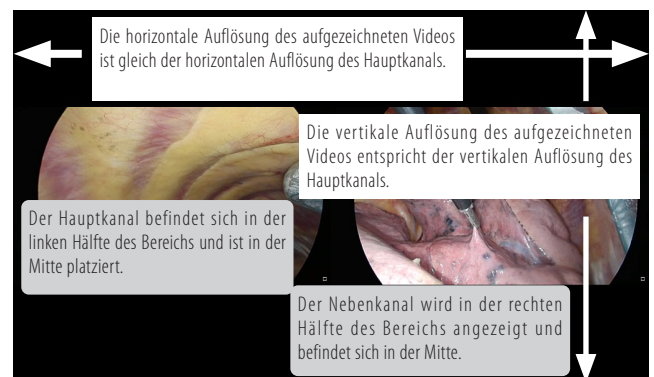 Die horizontale Auflösung des aufgezeichneten Videos
ist gleich der horizontalen Auflösung des Hauptkanals.
Die vertikale Auflösung des aufgezeichneten
Videos entspricht der vertikalen Auflösung des
Hauptkanals.
Der Hauptkanal befindet sich in der
linken Hälfte des Bereichs und ist in der
Mitte platziert.
Der Nebenkanal wird in der rechten
Hälfte des Bereichs angezeigt und
befindet sich in der Mitte.